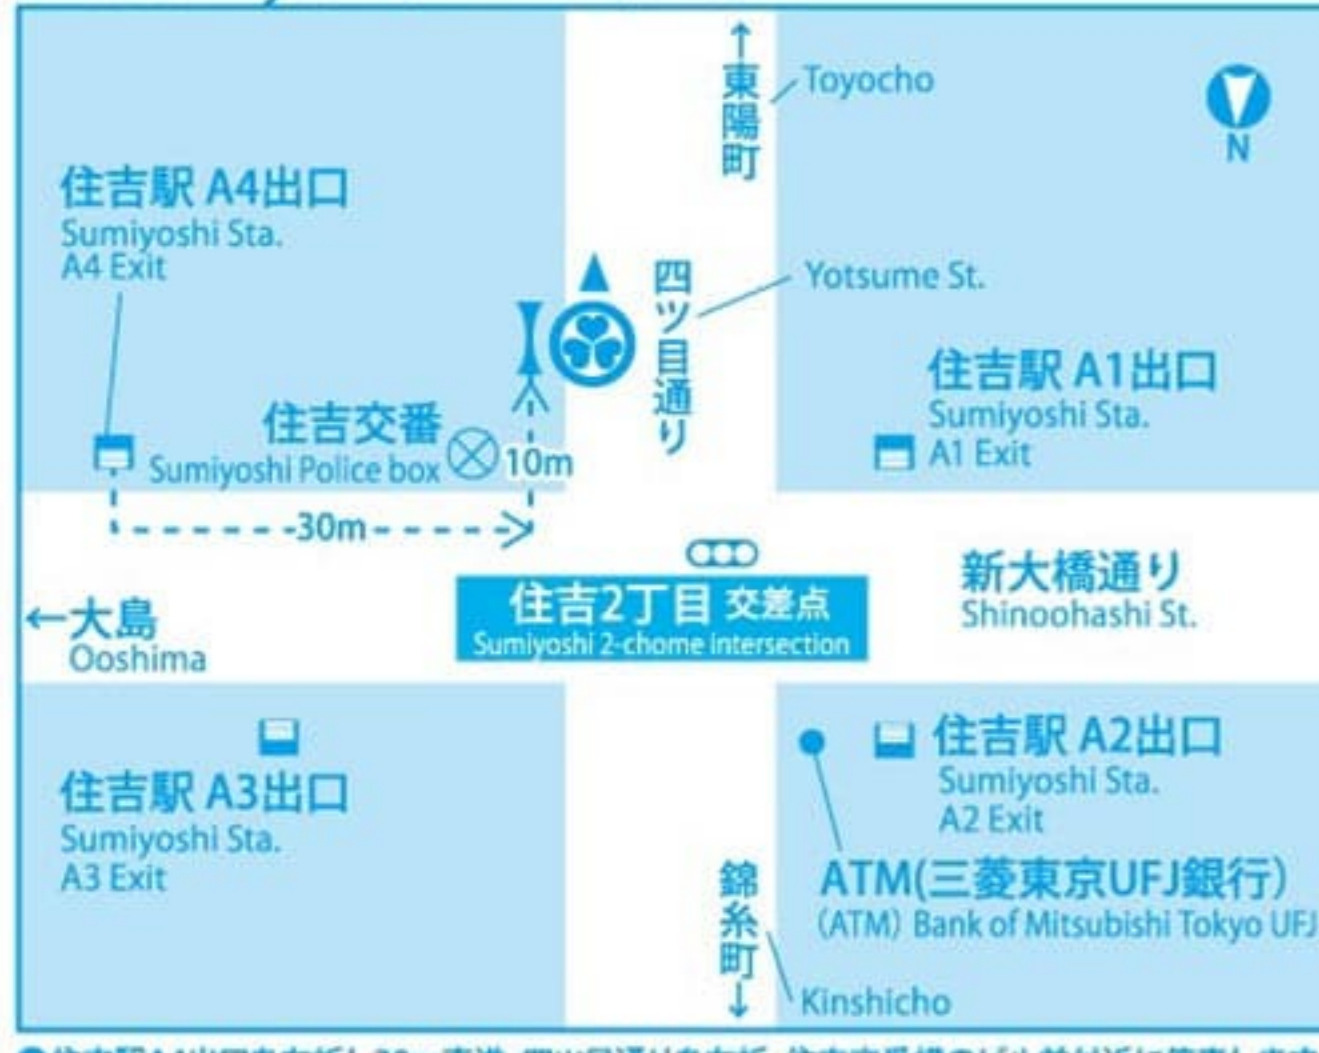 ↑東陽町
Toyocho
N
住吉駅 A4出口
Sumiyoshi Sta.
A4 Exit
四ツ目通り
Yotsume St.
住吉駅 A1出口
Sumiyoshi Sta.
A1 Exit
住吉交番
Sumiyoshi Police box
10m
30m
新大橋通り
Shinoohashi St.
住吉2丁目 交差点
Sumiyoshi 2-chome intersection
←大島
Ooshima
住吉駅 A3出口
Sumiyoshi Sta.
A3 Exit
住吉駅 A2出口
Sumiyoshi Sta.
A2 Exit
ATM(三菱東京UFJ銀行)
(ATM) Bank of Mitsubishi Tokyo UFJ
錦糸町↓
Kinshicho